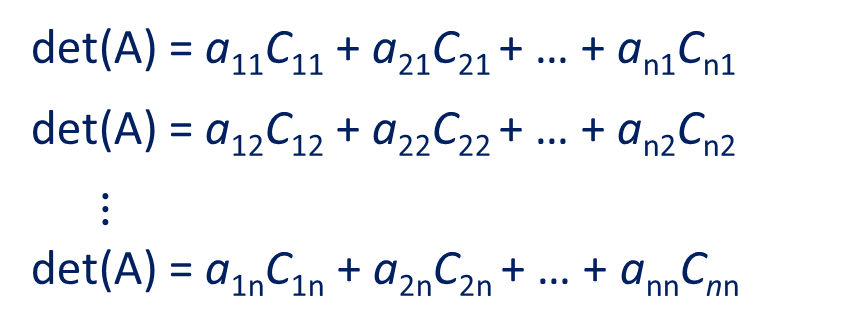 det(A) = a₁₁C₁₁ + a₂₁C₂₁ + ... + aₙ₁Cₙ₁
det(A) = a₁₂C₁₂ + a₂₂C₂₂ + ... + aₙ₂Cₙ₂
⋮
det(A) = a₁ₙC₁ₙ + a₂ₙC₂ₙ + ... + aₙₙCₙₙ